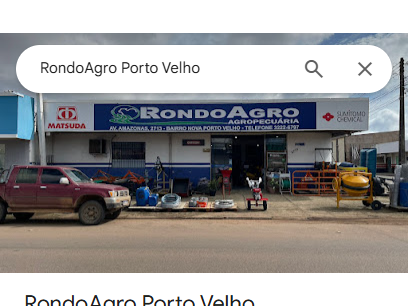 RondoAgro Porto Velho
RONDOAGRO
AGROPECUÁRIA
MATSUDA
SUMITOMO
CHEMICAL
AV. AMAZONAS, 2713 - BAIRRO NOVA PORTO VELHO - TELEFONE 3222-6797
RondoAgro Porto Velho